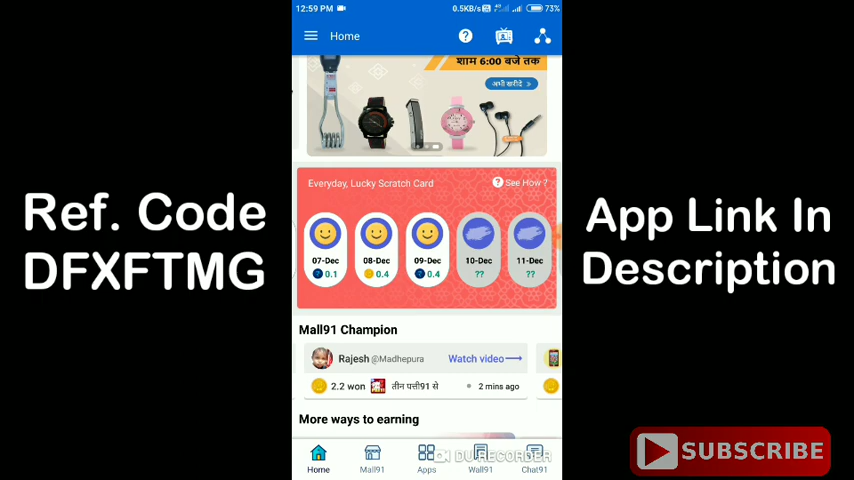 12:59 PM 0.5KB/s 4G 73%
Home
शाम 6:00 बजे तक
अभी खरीदें
Everyday, Lucky Scratch Card
? See How ?
07-Dec 08-Dec 09-Dec 10-Dec 11-Dec
0.1 0.4 0.4 ?? ??
Mall91 Champion
Rajesh @Madhepura Watch video
2.2 won तीन पत्ती91 से 2 mins ago
More ways to earning
DU RECORDER
Home Mall91 Apps Wall91 Chat91
Ref. Code
DFXFTMG
App Link In
Description
SUBSCRIBE